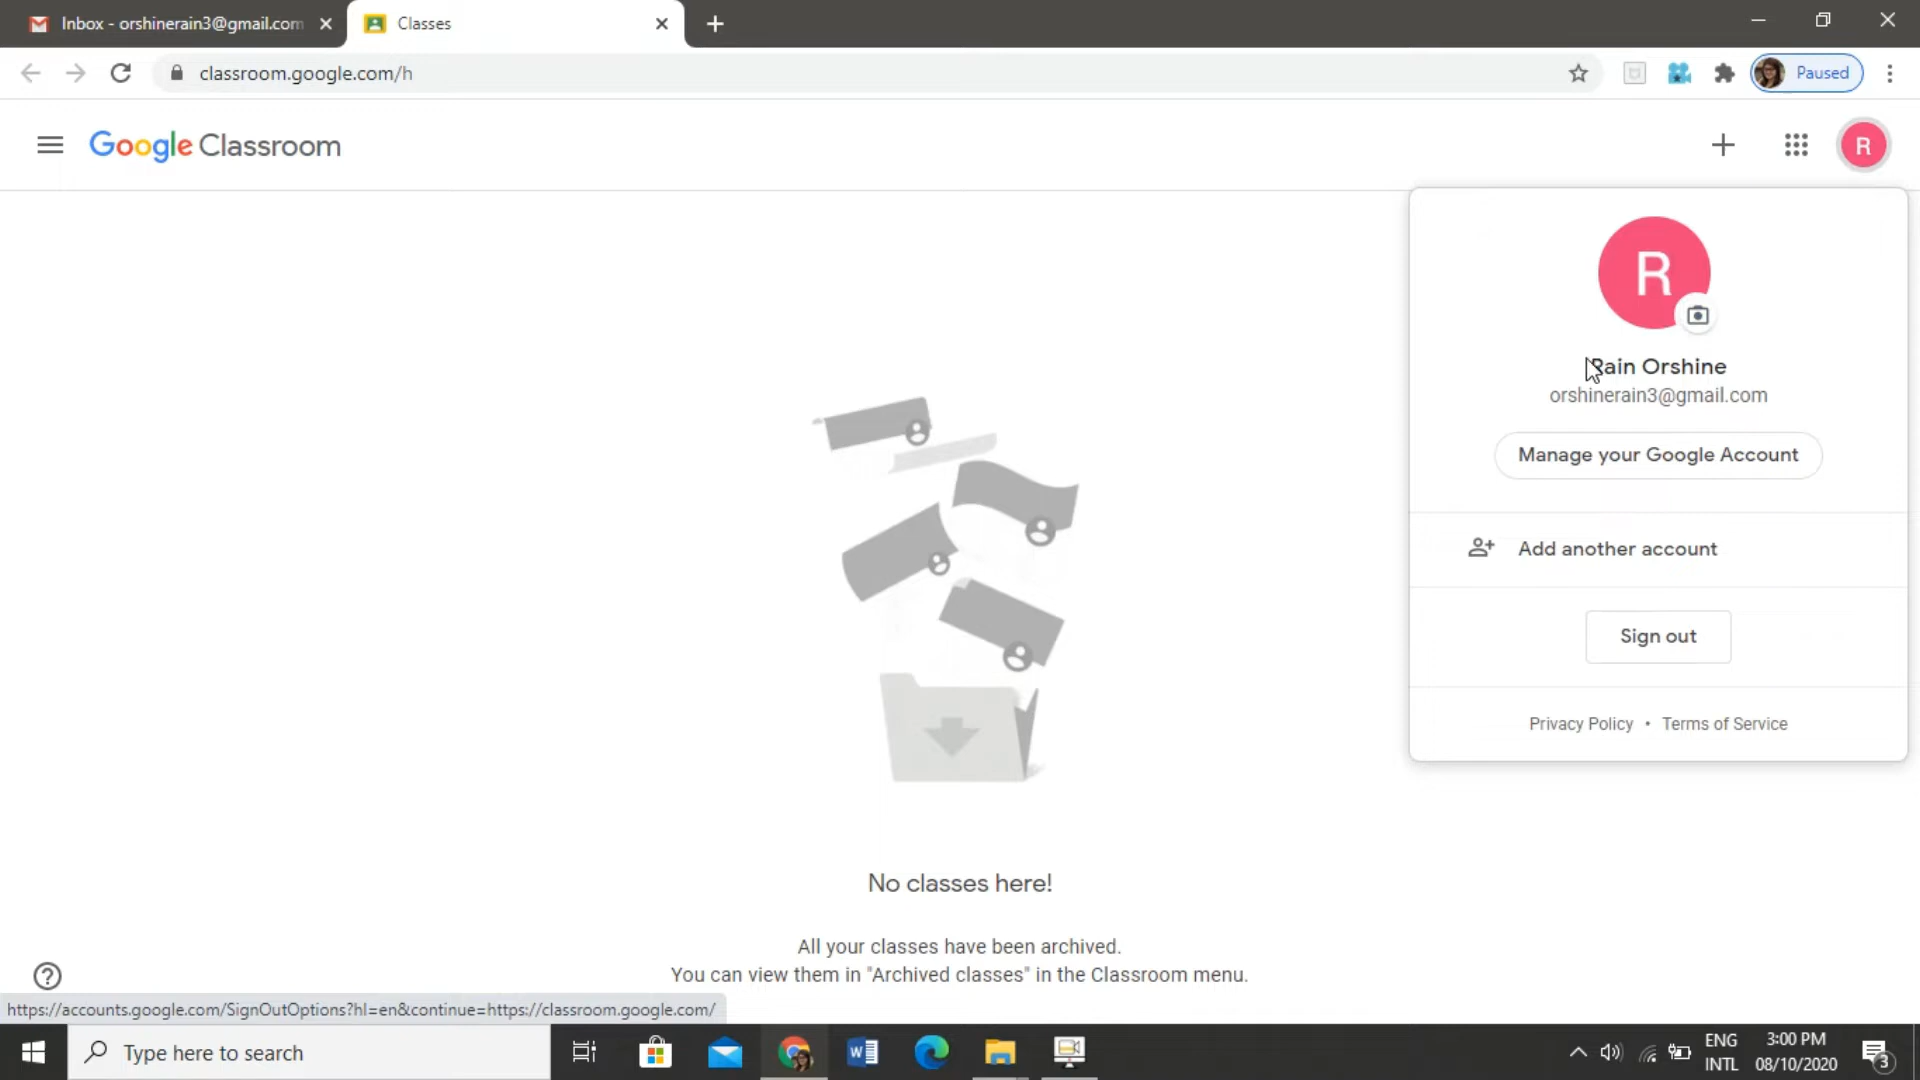 Inbox - orshinerain3@gmail.com
Classes
classroom.google.com/h
Paused
Google Classroom
R
R
Rain Orshine
orshinerain3@gmail.com
Manage your Google Account
Add another account
Sign out
Privacy Policy • Terms of Service
No classes here!
All your classes have been archived.
You can view them in "Archived classes" in the Classroom menu.
https://accounts.google.com/SignOutOptions?hl=en&continue=https://classroom.google.com/
Type here to search
ENG
INTL
3:00 PM
08/10/2020
3